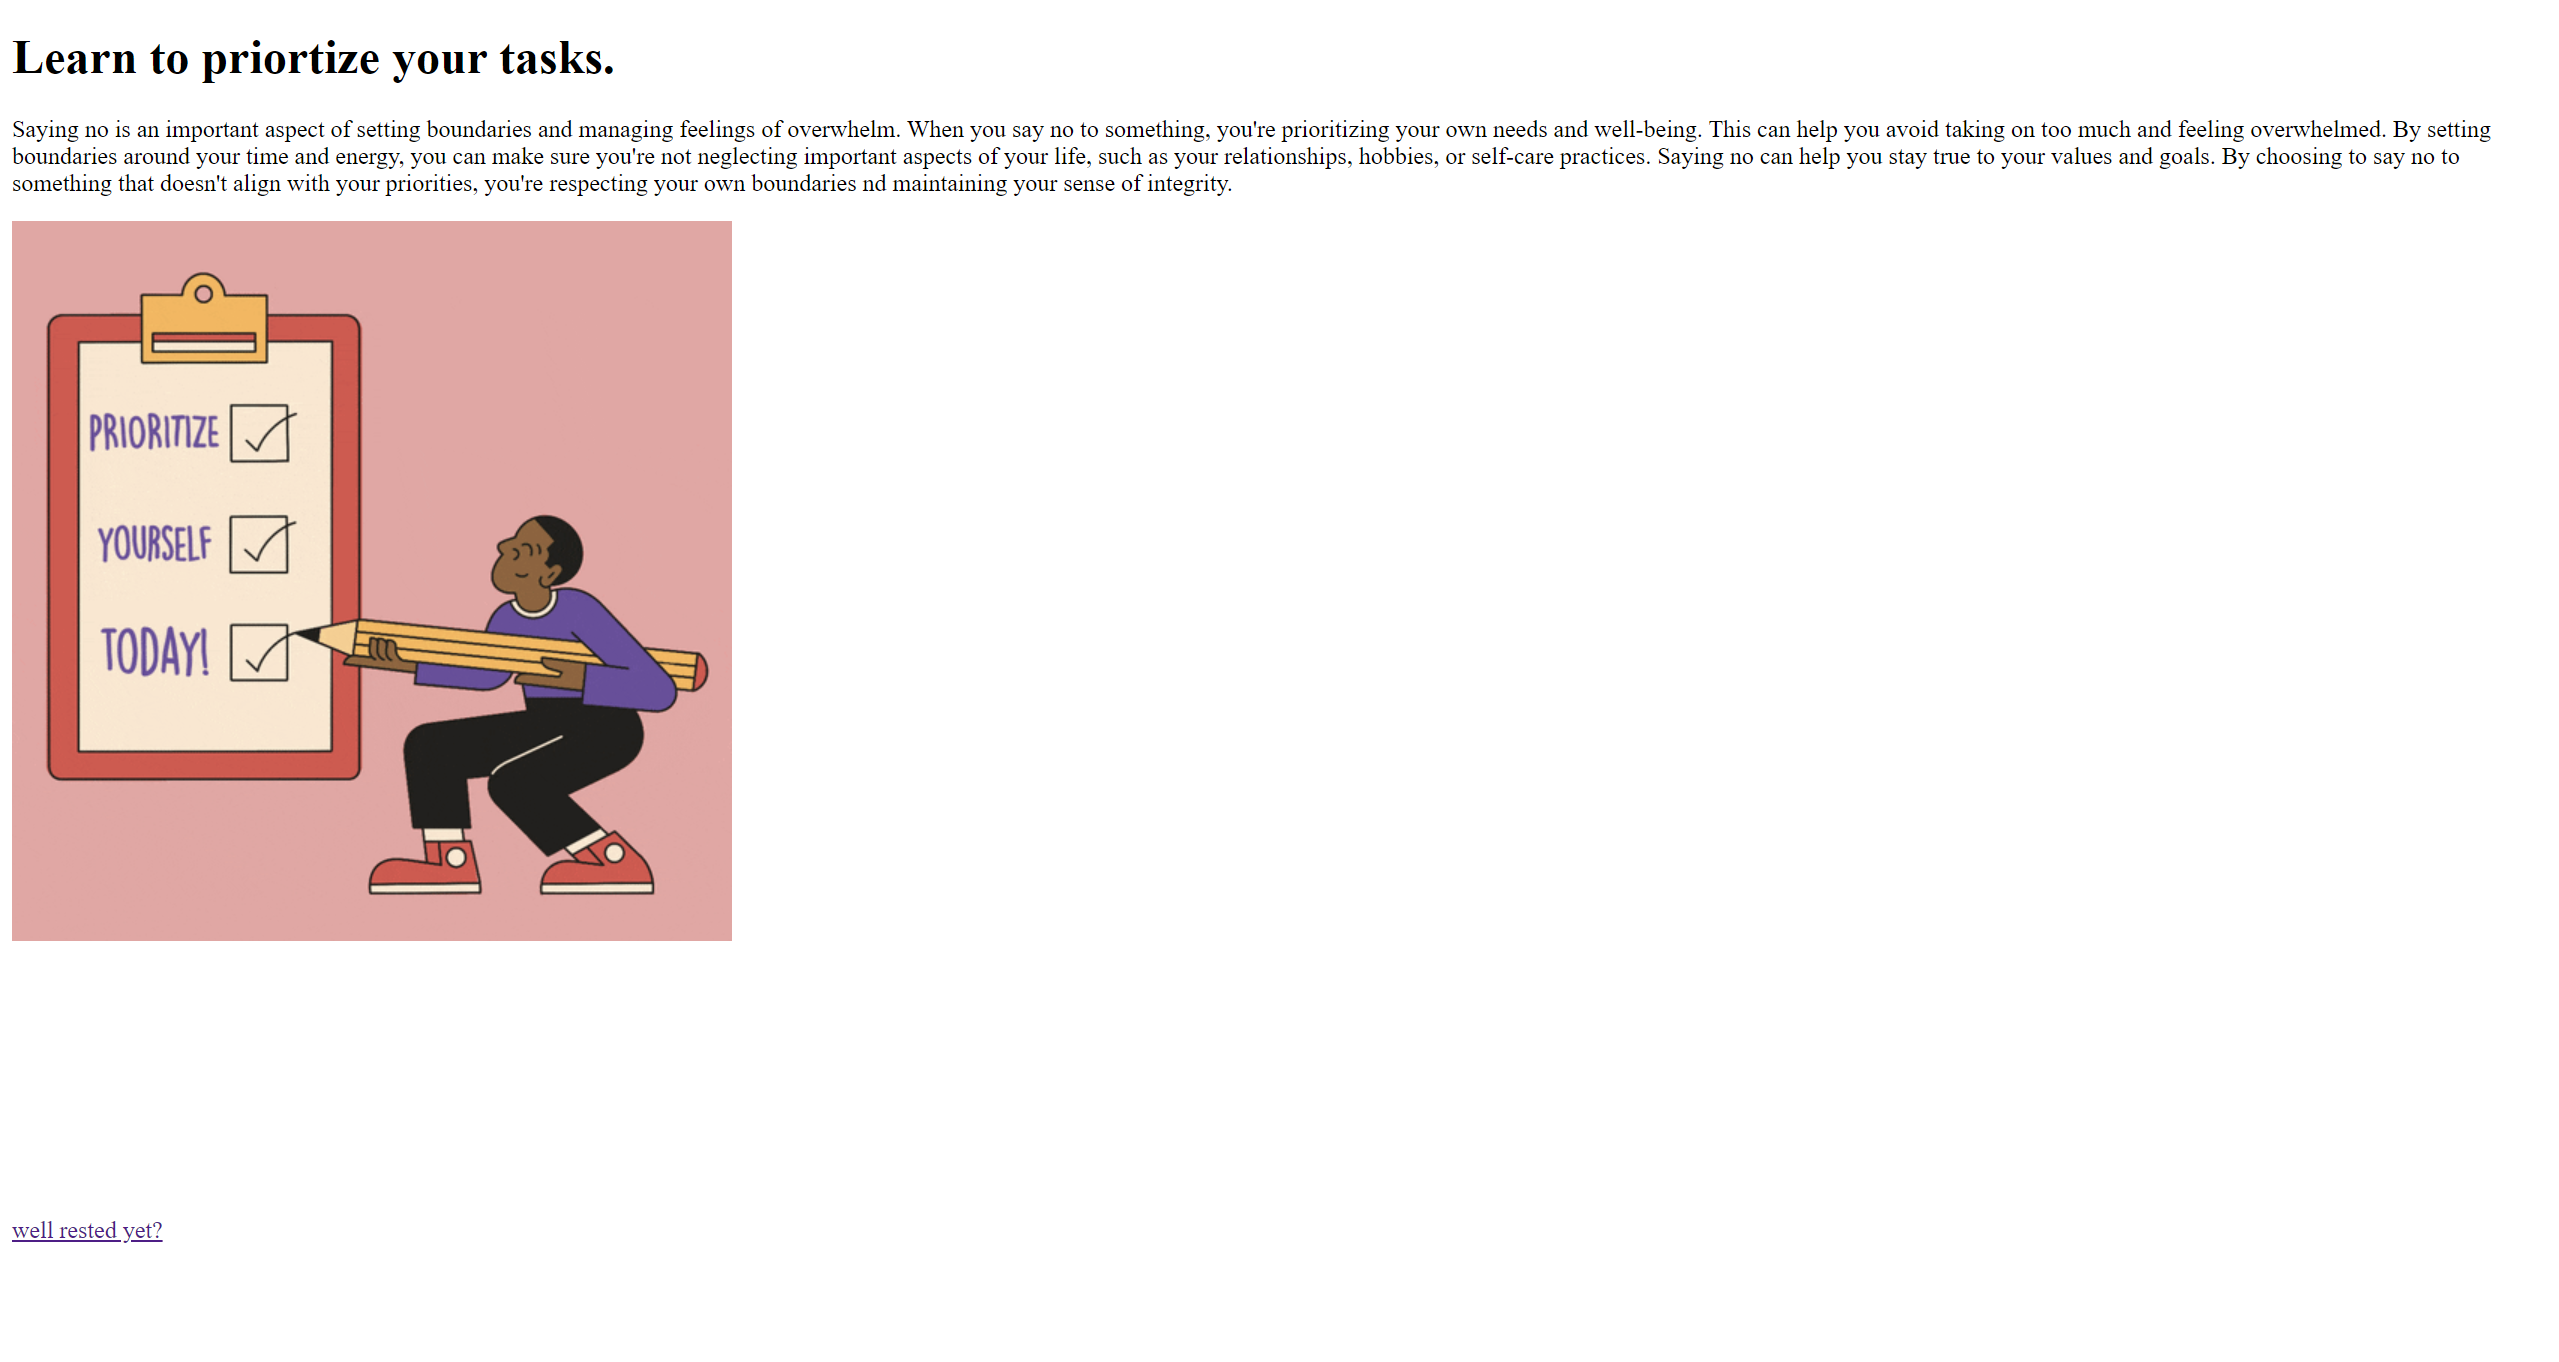 Learn to priortize your tasks.
Saying no is an important aspect of setting boundaries and managing feelings of overwhelm. When you say no to something, you're prioritizing your own needs and well-being. This can help you avoid taking on too much and feeling overwhelmed. By setting
boundaries around your time and energy, you can make sure you're not neglecting important aspects of your life, such as your relationships, hobbies, or self-care practices. Saying no can help you stay true to your values and goals. By choosing to say no to
something that doesn't align with your priorities, you're respecting your own boundaries nd maintaining your sense of integrity.
PRIORITIZE
YOURSELF
TODAY!
well rested yet?